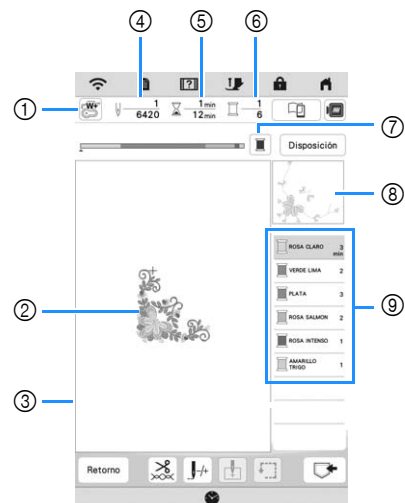 ④ ⑤ ⑥
① W+ 1 1 min 1
6420 12 min 6
⑦
Disposición
⑧
ROSA CLARO 3 min
VERDE LIMA 2
② PLATA 3 ⑨
ROSA SALMON 2
ROSA INTENSO 1
AMARILLO TRIGO 1
③
Retorno -/+